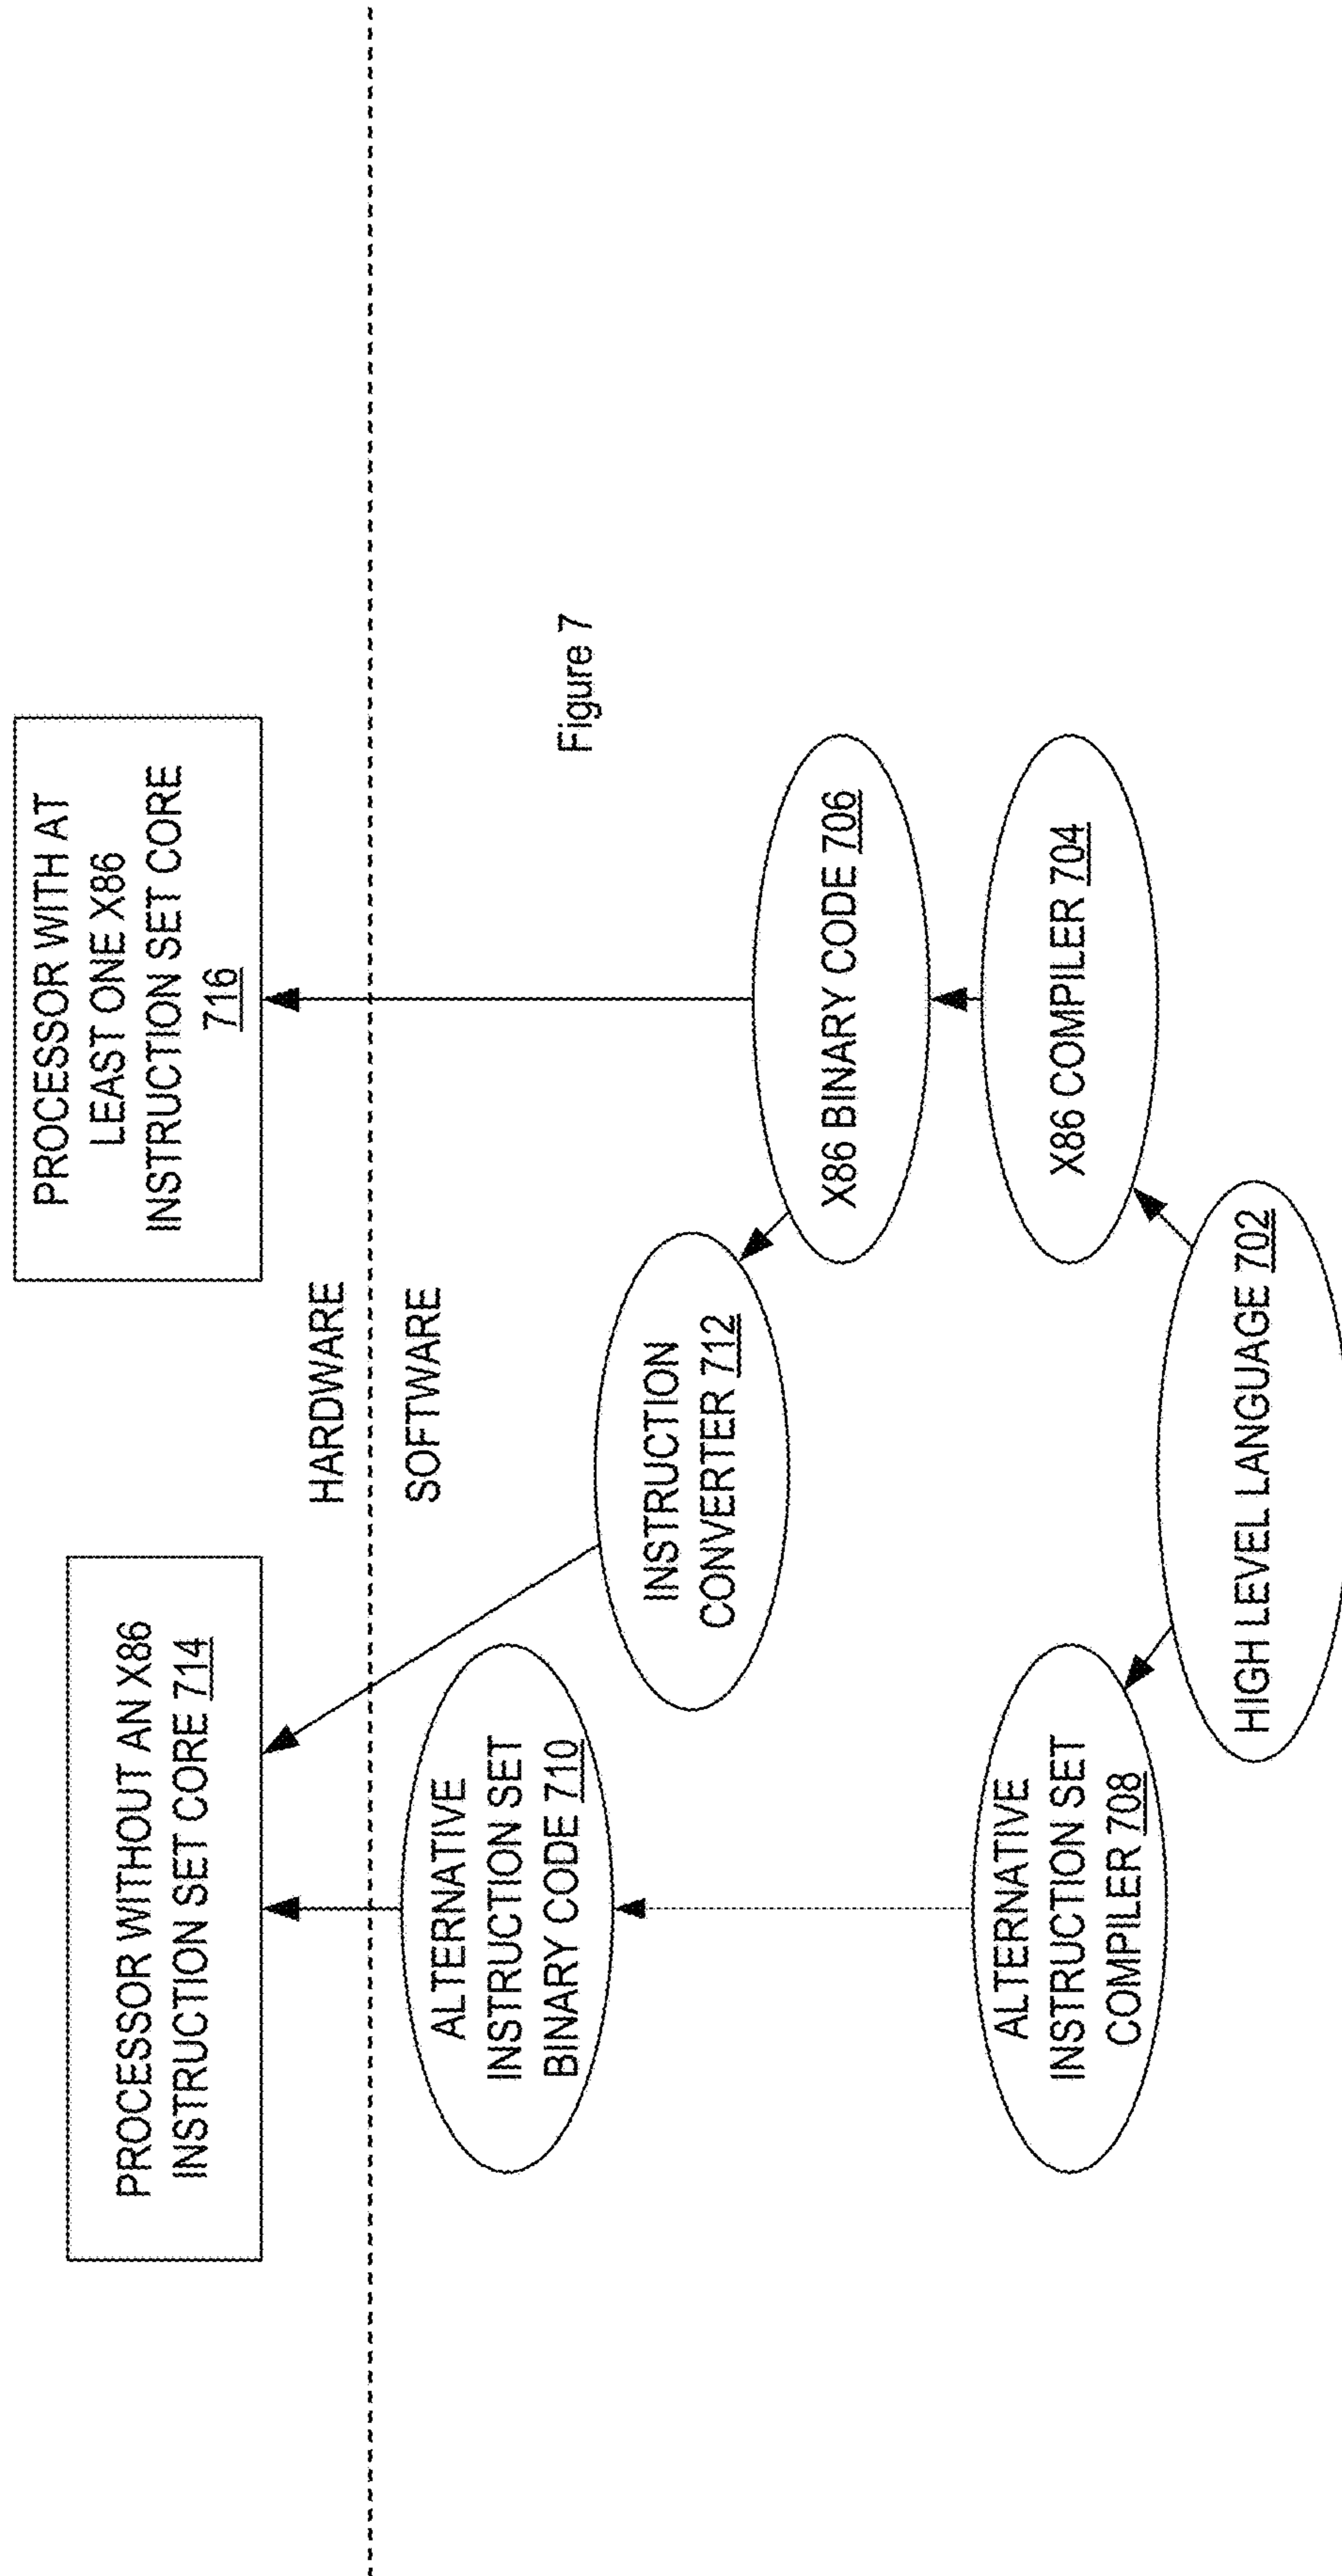 PROCESSOR WITHOUT AN X86
INSTRUCTION SET CORE 714
PROCESSOR WITH AT
LEAST ONE X86
INSTRUCTION SET CORE
716
HARDWARE
SOFTWARE
ALTERNATIVE
INSTRUCTION SET
BINARY CODE 710
INSTRUCTION
CONVERTER 712
Figure 7
X86 BINARY CODE 706
ALTERNATIVE
INSTRUCTION SET
COMPILER 708
X86 COMPILER 704
HIGH LEVEL LANGUAGE 702